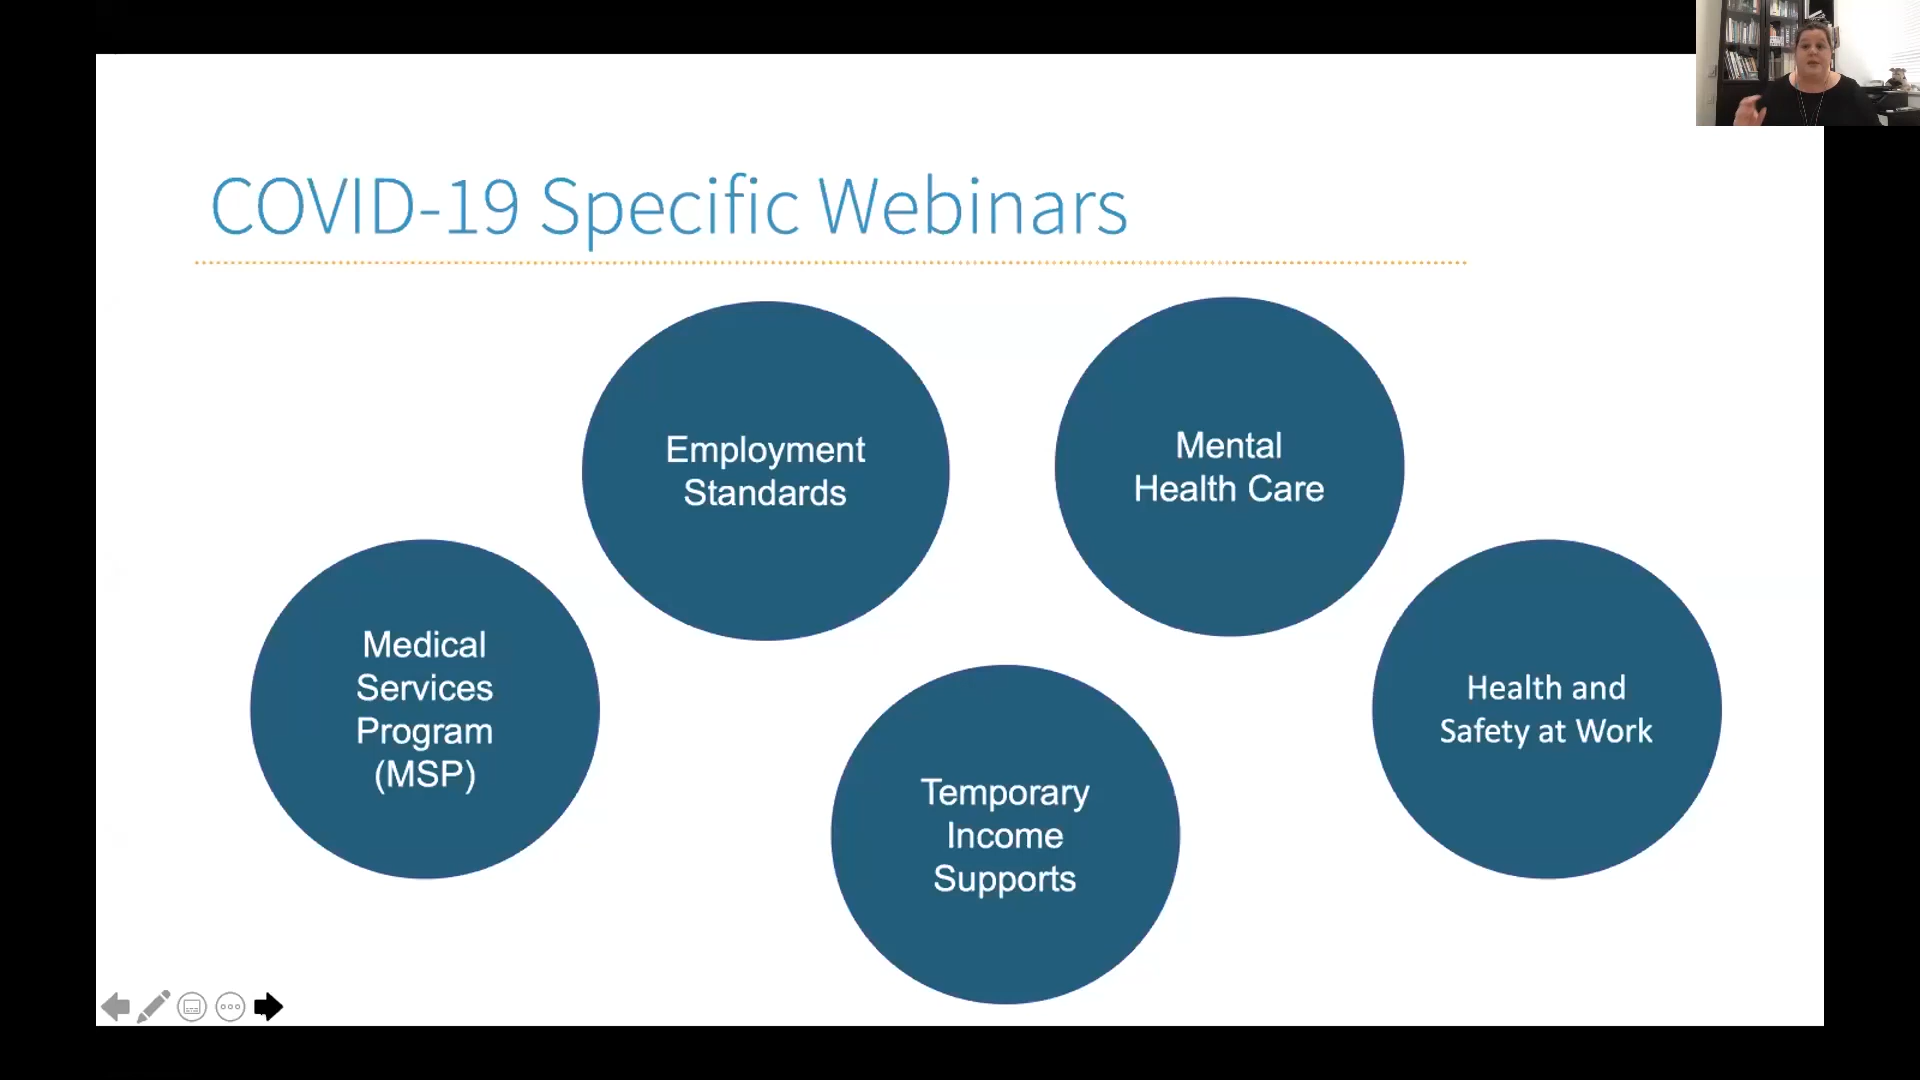 COVID-19 Specific Webinars
Employment
Standards
Mental
Health Care
Medical
Services
Program
(MSP)
Health and
Safety at Work
Temporary
Income
Supports